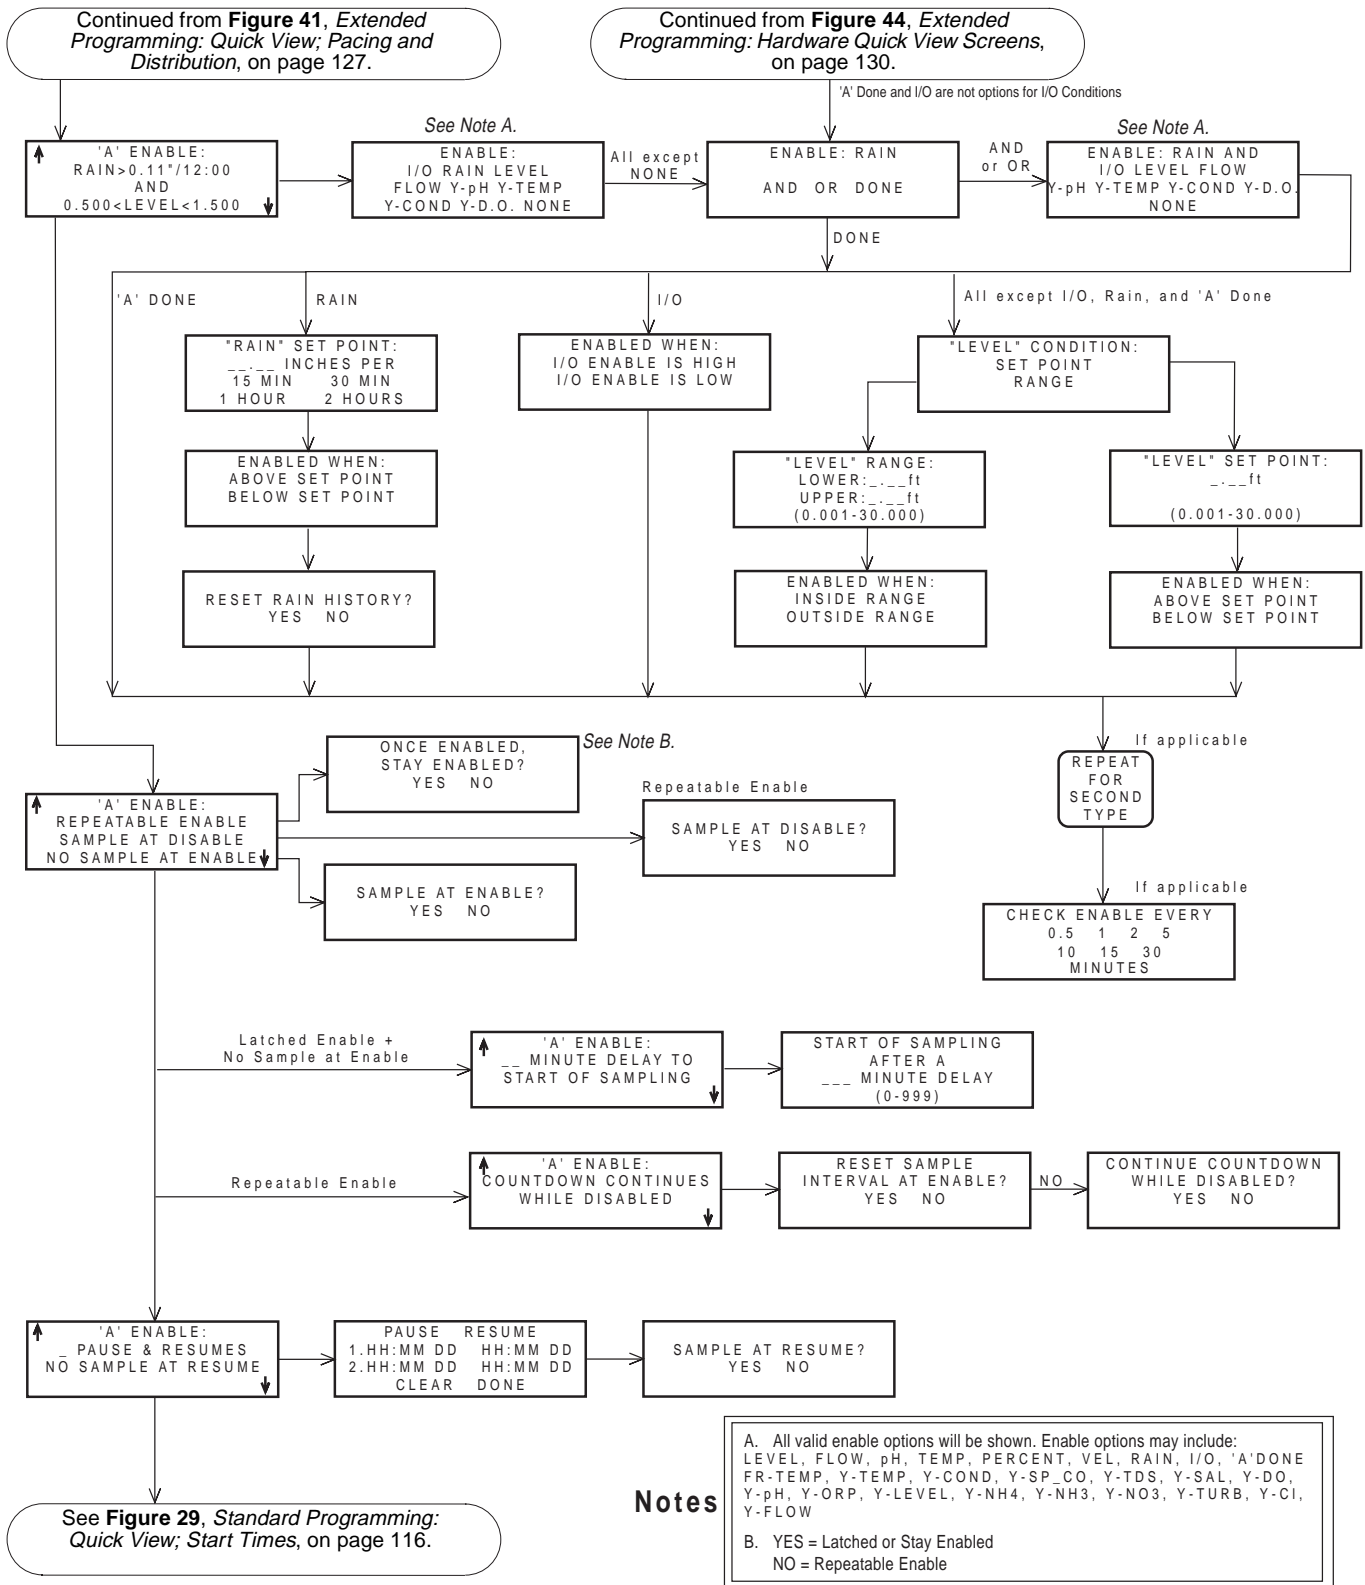 Continued from Figure 41, Extended
Programming: Quick View; Pacing and
Distribution, on page 127.
Continued from Figure 44, Extended
Programming: Hardware Quick View Screens,
on page 130.
'A' Done and I/O are not options for I/O Conditions
'A' ENABLE:
RAIN>0.11"/12:00
AND
0.500<LEVEL<1.500
See Note A.
ENABLE:
I/O RAIN LEVEL
FLOW Y-pH Y-TEMP
Y-COND Y-D.O. NONE
All except
NONE
ENABLE: RAIN
AND OR DONE
AND
or OR
See Note A.
ENABLE: RAIN AND
I/O LEVEL FLOW
Y-pH Y-TEMP Y-COND Y-D.O.
NONE
DONE
'A' DONE
RAIN
I/O
All except I/O, Rain, and 'A' Done
"RAIN" SET POINT:
__.__ INCHES PER
15 MIN 30 MIN
1 HOUR 2 HOURS
ENABLED WHEN:
I/O ENABLE IS HIGH
I/O ENABLE IS LOW
"LEVEL" CONDITION:
SET POINT
RANGE
ENABLED WHEN:
ABOVE SET POINT
BELOW SET POINT
"LEVEL" RANGE:
LOWER:_.__ft
UPPER:_.__ft
(0.001-30.000)
"LEVEL" SET POINT:
_.__ft
(0.001-30.000)
RESET RAIN HISTORY?
YES NO
ENABLED WHEN:
INSIDE RANGE
OUTSIDE RANGE
ENABLED WHEN:
ABOVE SET POINT
BELOW SET POINT
If applicable
REPEAT
FOR
SECOND
TYPE
If applicable
CHECK ENABLE EVERY
0.5 1 2 5
10 15 30
MINUTES
ONCE ENABLED,
STAY ENABLED?
YES NO
See Note B.
'A' ENABLE:
REPEATABLE ENABLE
SAMPLE AT DISABLE
NO SAMPLE AT ENABLE
Repeatable Enable
SAMPLE AT DISABLE?
YES NO
SAMPLE AT ENABLE?
YES NO
Latched Enable +
No Sample at Enable
'A' ENABLE:
__ MINUTE DELAY TO
START OF SAMPLING
START OF SAMPLING
AFTER A
___ MINUTE DELAY
(0-999)
Repeatable Enable
'A' ENABLE:
COUNTDOWN CONTINUES
WHILE DISABLED
RESET SAMPLE
INTERVAL AT ENABLE?
YES NO
NO
CONTINUE COUNTDOWN
WHILE DISABLED?
YES NO
'A' ENABLE:
_ PAUSE & RESUMES
NO SAMPLE AT RESUME
PAUSE RESUME
1.HH:MM DD HH:MM DD
2.HH:MM DD HH:MM DD
CLEAR DONE
SAMPLE AT RESUME?
YES NO
See Figure 29, Standard Programming:
Quick View; Start Times, on page 116.
Notes
A. All valid enable options will be shown. Enable options may include:
LEVEL, FLOW, pH, TEMP, PERCENT, VEL, RAIN, I/O, 'A'DONE
FR-TEMP, Y-TEMP, Y-COND, Y-SP_CO, Y-TDS, Y-SAL, Y-DO,
Y-pH, Y-ORP, Y-LEVEL, Y-NH4, Y-NH3, Y-NO3, Y-TURB, Y-Cl,
Y-FLOW
B. YES = Latched or Stay Enabled
NO = Repeatable Enable